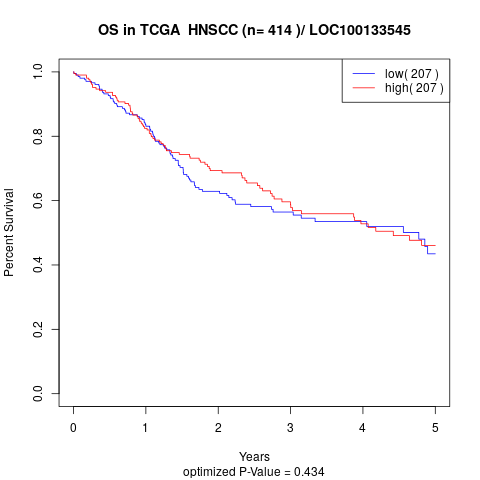 OS in TCGA  HNSCC (n= 414 )/ LOC100133545
low( 207 )
high( 207 )
Percent Survival
1.0
0.8
0.6
0.4
0.2
0.0
0 1 2 3 4 5
Years
optimized P-Value = 0.434